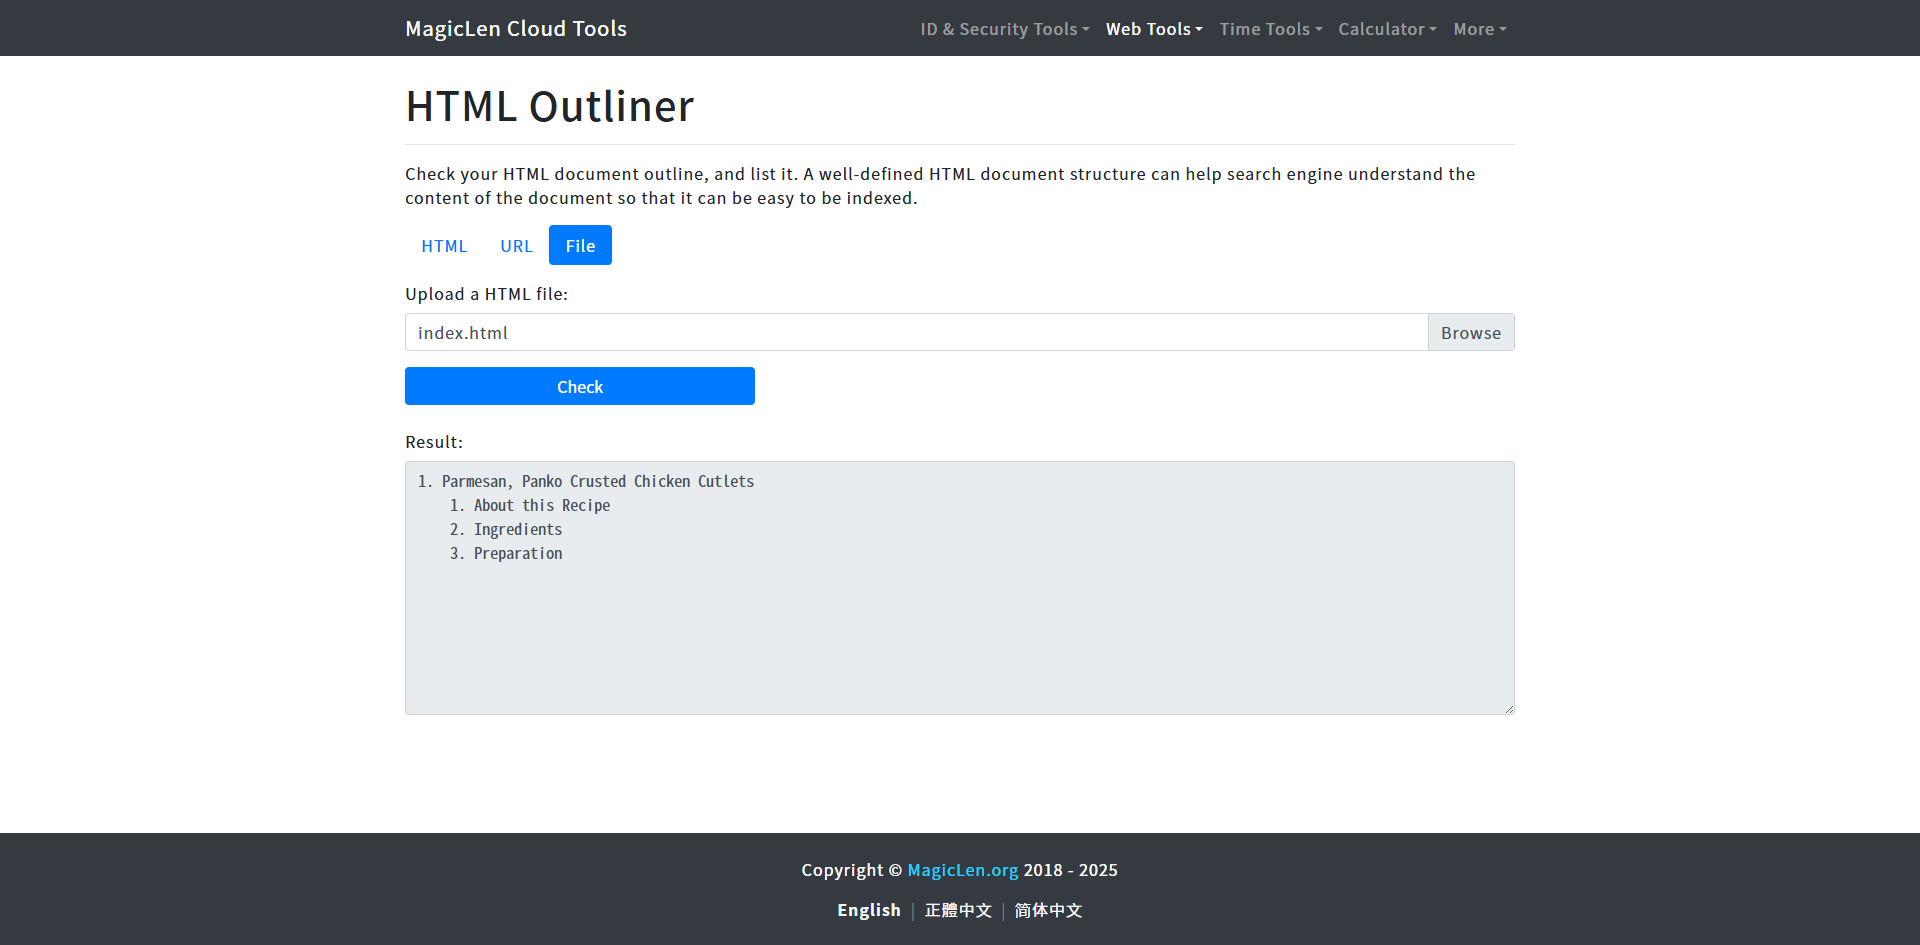 MagicLen Cloud Tools
ID & Security Tools
Web Tools
Time Tools
Calculator
More
HTML Outliner
Check your HTML document outline, and list it. A well-defined HTML document structure can help search engine understand the
content of the document so that it can be easy to be indexed.
HTML
URL
File
Upload a HTML file:
index.html
Browse
Check
Result:
1. Parmesan, Panko Crusted Chicken Cutlets
1. About this Recipe
2. Ingredients
3. Preparation
Copyright © MagicLen.org 2018 - 2025
English | 正體中文 | 简体中文